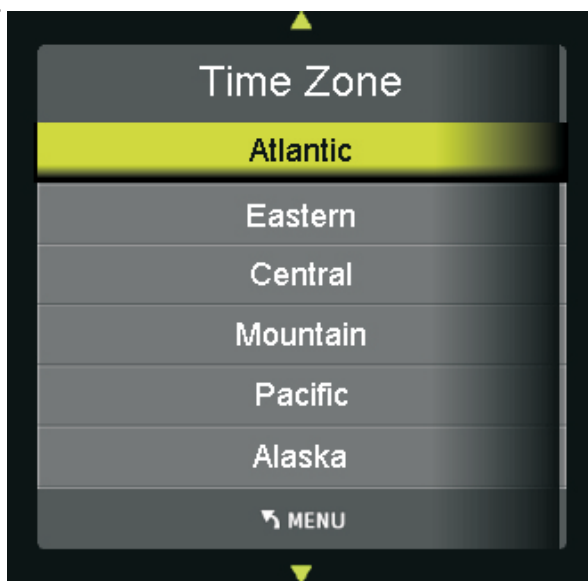 Time Zone
Atlantic
Eastern
Central
Mountain
Pacific
Alaska
MENU